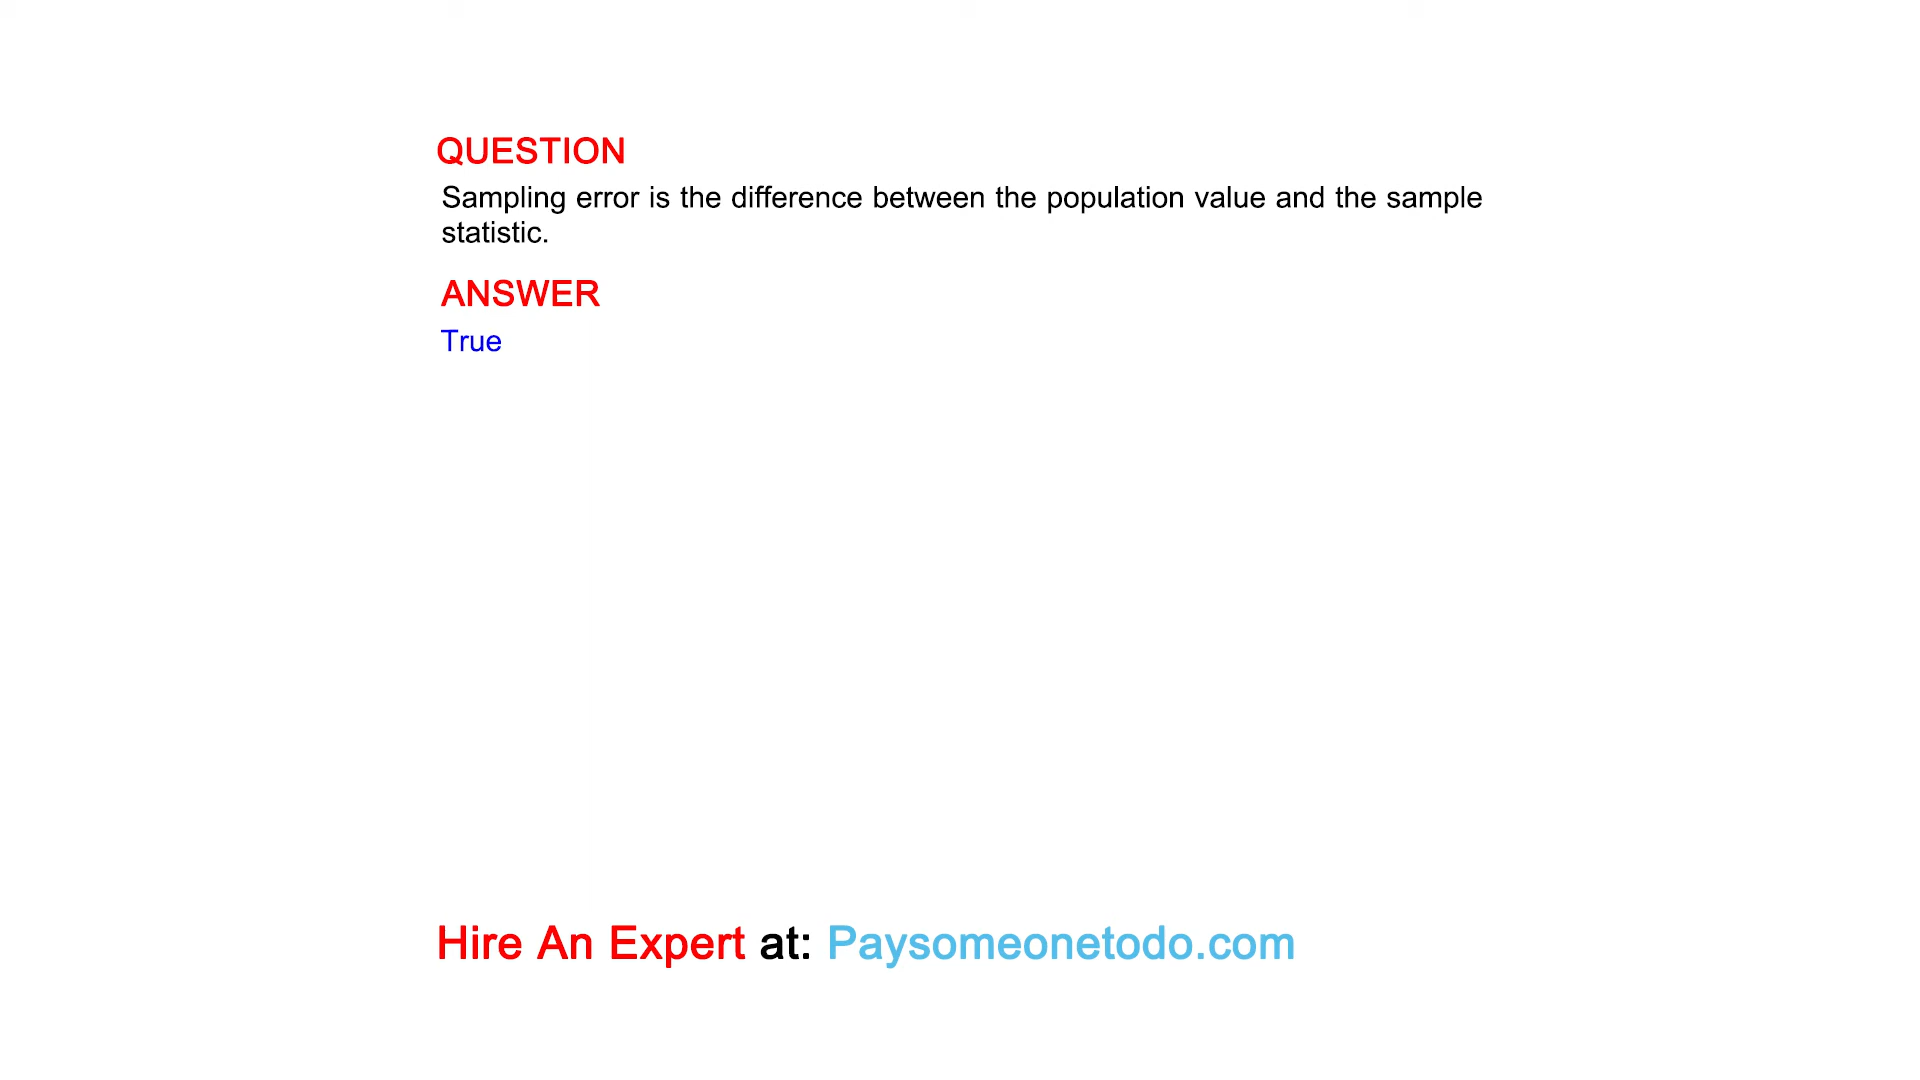 QUESTION
Sampling error is the difference between the population value and the sample
statistic.
ANSWER
True
Hire An Expert at: Paysomeonetodo.com